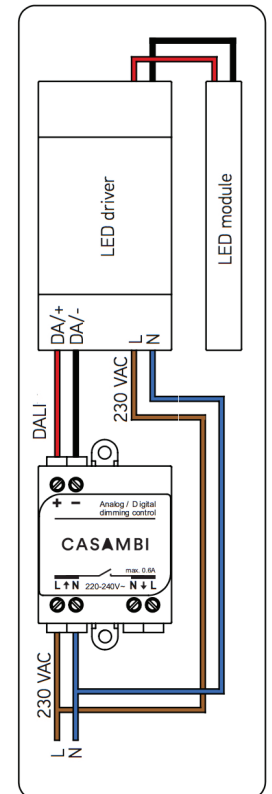 LED driver
LED module
DA/+
DA/-
L
N
DALI
230 VAC
+ −
Analog / Digital
dimming control
CASAMBI
max. 0.6A
L↑N 220-240V~ N↓L
230 VAC
L
N